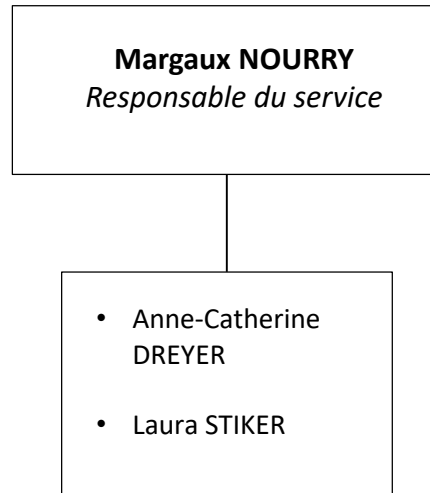 Margaux NOURRY
Responsable du service
• Anne-Catherine
DREYER
• Laura STIKER